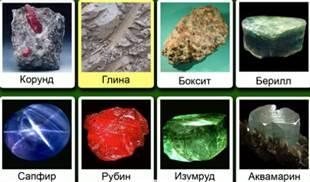 Корунд Глина Боксит Берилл
Сапфир Рубин Изумруд Аквамарин